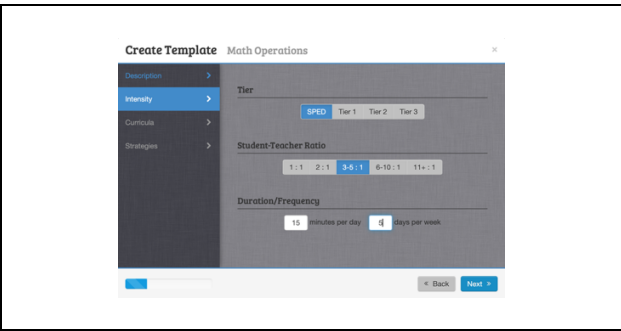 Create Template Math Operations ×
Description
Intensity
Curricula
Strategies
Tier
SPED Tier 1 Tier 2 Tier 3
Student-Teacher Ratio
1 : 1 2 : 1 3-5 : 1 6-10 : 1 11+ : 1
Duration/Frequency
15 minutes per day 5 days per week
« Back Next »